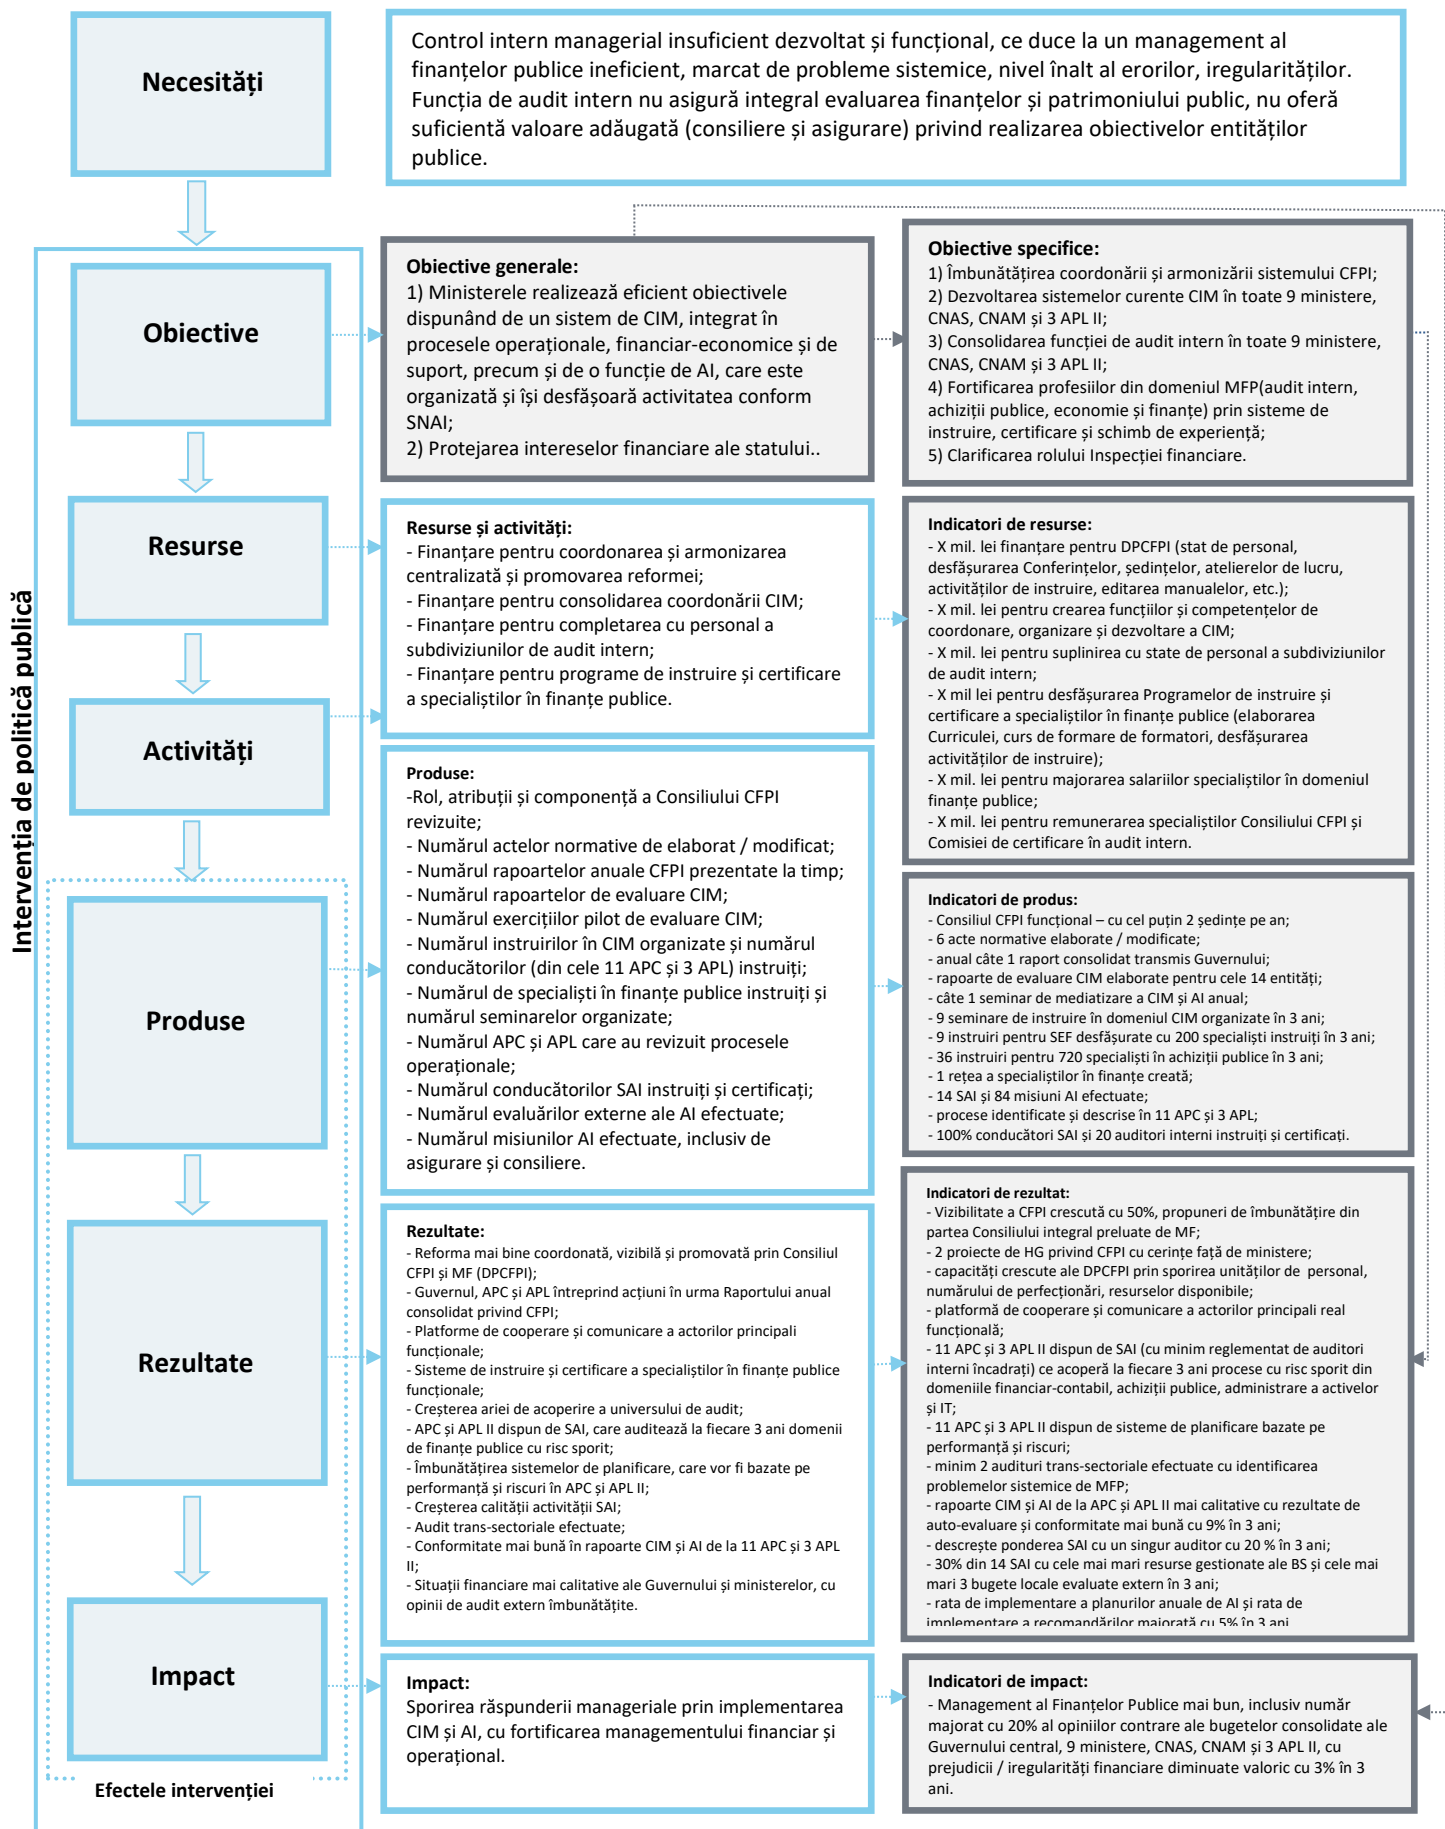 Necesități
Control intern managerial insuficient dezvoltat și funcțional, ce duce la un management al
finanțelor publice ineficient, marcat de probleme sistemice, nivel înalt al erorilor, iregularităților.
Funcția de audit intern nu asigură integral evaluarea finanțelor și patrimoniului public, nu oferă
suficientă valoare adăugată (consiliere și asigurare) privind realizarea obiectivelor entităților
publice.
Intervenția de politică publică
Obiective
Obiective generale:
1) Ministerele realizează eficient obiectivele
dispunând de un sistem de CIM, integrat în
procesele operaționale, financiar-economice și de
suport, precum și de o funcție de AI, care este
organizată și își desfășoară activitatea conform
SNAI;
2) Protejarea intereselor financiare ale statului..
Obiective specifice:
1) Îmbunătățirea coordonării și armonizării sistemului CFPI;
2) Dezvoltarea sistemelor curente CIM în toate 9 ministere,
CNAS, CNAM și 3 APL II;
3) Consolidarea funcției de audit intern în toate 9 ministere,
CNAS, CNAM și 3 APL II;
4) Fortificarea profesiilor din domeniul MFP(audit intern,
achiziții publice, economie și finanțe) prin sisteme de
instruire, certificare și schimb de experiență;
5) Clarificarea rolului Inspecției financiare.
Resurse
Activități
Resurse și activități:
- Finanțare pentru coordonarea și armonizarea
centralizată și promovarea reformei;
- Finanțare pentru consolidarea coordonării CIM;
- Finanțare pentru completarea cu personal a
subdiviziunilor de audit intern;
- Finanțare pentru programe de instruire și certificare
a specialiștilor în finanțe publice.
Indicatori de resurse:
- X mil. lei finanțare pentru DPCFPI (stat de personal,
desfășurarea Conferințelor, ședințelor, atelierelor de lucru,
activităților de instruire, editarea manualelor, etc.);
- X mil. lei pentru crearea funcțiilor și competențelor de
coordonare, organizare și dezvoltare a CIM;
- X mil. lei pentru suplinirea cu state de personal a subdiviziunilor
de audit intern;
- X mil lei pentru desfășurarea Programelor de instruire și
certificare a specialiștilor în finanțe publice (elaborarea
Curriculei, curs de formare de formatori, desfășurarea
activităților de instruire);
- X mil. lei pentru majorarea salariilor specialiștilor în domeniul
finanțe publice;
- X mil. lei pentru remunerarea specialiștilor Consiliului CFPI și
Comisiei de certificare în audit intern.
Produse
Produse:
-Rol, atribuții și componență a Consiliului CFPI
revizuite;
- Numărul actelor normative de elaborat / modificat;
- Numărul rapoartelor anuale CFPI prezentate la timp;
- Numărul rapoartelor de evaluare CIM;
- Numărul exercițiilor pilot de evaluare CIM;
- Numărul instruirilor în CIM organizate și numărul
conducătorilor (din cele 11 APC și 3 APL) instruiți;
- Numărul de specialiști în finanțe publice instruiți și
numărul seminarelor organizate;
- Numărul APC și APL care au revizuit procesele
operaționale;
- Numărul conducătorilor SAI instruiți și certificați;
- Numărul evaluărilor externe ale AI efectuate;
- Numărul misiunilor AI efectuate, inclusiv de
asigurare și consiliere.
Indicatori de produs:
- Consiliul CFPI funcțional – cu cel puțin 2 ședințe pe an;
- 6 acte normative elaborate / modificate;
- anual câte 1 raport consolidat transmis Guvernului;
- rapoarte de evaluare CIM elaborate pentru cele 14 entități;
- câte 1 seminar de mediatizare a CIM și AI anual;
- 9 seminare de instruire în domeniul CIM organizate în 3 ani;
- 9 instruiri pentru SEF desfășurate cu 200 specialiști instruiți în 3 ani;
- 36 instruiri pentru 720 specialiști în achiziții publice în 3 ani;
- 1 rețea a specialiștilor în finanțe creată;
- 14 SAI și 84 misiuni AI efectuate;
- procese identificate și descrise în 11 APC și 3 APL;
- 100% conducători SAI și 20 auditori interni instruiți și certificați.
Rezultate
Rezultate:
- Reforma mai bine coordonată, vizibilă și promovată prin Consiliul
CFPI și MF (DPCFPI);
- Guvernul, APC și APL întreprind acțiuni în urma Raportului anual
consolidat privind CFPI;
- Platforme de cooperare și comunicare a actorilor principali
funcționale;
- Sisteme de instruire și certificare a specialiștilor în finanțe publice
funcționale;
- Creșterea ariei de acoperire a universului de audit;
- APC și APL II dispun de SAI, care auditează la fiecare 3 ani domenii
de finanțe publice cu risc sporit;
- Îmbunătățirea sistemelor de planificare, care vor fi bazate pe
performanță și riscuri în APC și APL II;
- Creșterea calității activității SAI;
- Audit trans-sectoriale efectuate;
- Conformitate mai bună în rapoarte CIM și AI de la 11 APC și 3 APL
II;
- Situații financiare mai calitative ale Guvernului și ministerelor, cu
opinii de audit extern îmbunătățite.
Indicatori de rezultat:
- Vizibilitate a CFPI crescută cu 50%, propuneri de îmbunătățire din
partea Consiliului integral preluate de MF;
- 2 proiecte de HG privind CFPI cu cerințe față de ministere;
- capacități crescute ale DPCFPI prin sporirea unităților de personal,
numărului de perfecționări, resurselor disponibile;
- platformă de cooperare și comunicare a actorilor principali real
funcțională;
- 11 APC și 3 APL II dispun de SAI (cu minim reglementat de auditori
interni încadrați) ce acoperă la fiecare 3 ani procese cu risc sporit din
domeniile financiar-contabil, achiziții publice, administrare a activelor
și IT;
- 11 APC și 3 APL II dispun de sisteme de planificare bazate pe
performanță și riscuri;
- minim 2 audituri trans-sectoriale efectuate cu identificarea
problemelor sistemice de MFP;
- rapoarte CIM și AI de la APC și APL II mai calitative cu rezultate de
auto-evaluare și conformitate mai bună cu 9% în 3 ani;
- descrește ponderea SAI cu un singur auditor cu 20 % în 3 ani;
- 30% din 14 SAI cu cele mai mari resurse gestionate ale BS și cele mai
mari 3 bugete locale evaluate extern în 3 ani;
- rata de implementare a planurilor anuale de AI și rata de
implementare a recomandărilor majorată cu 5% în 3 ani
Impact
Efectele intervenției
Impact:
Sporirea răspunderii manageriale prin implementarea
CIM și AI, cu fortificarea managementului financiar și
operațional.
Indicatori de impact:
- Management al Finanțelor Publice mai bun, inclusiv număr
majorat cu 20% al opiniilor contrare ale bugetelor consolidate ale
Guvernului central, 9 ministere, CNAS, CNAM și 3 APL II, cu
prejudicii / iregularități financiare diminuate valoric cu 3% în 3
ani.